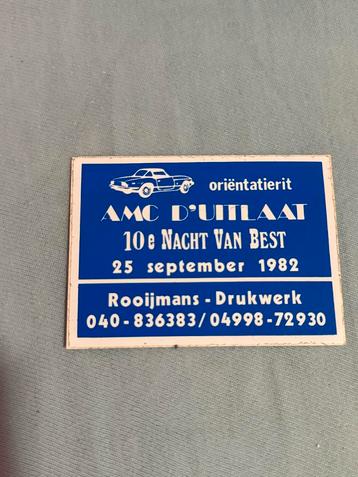 oriëntatierit
AMC D'UITLAAT
10e NACHT VAN BEST
25 september 1982
Rooijmans - Drukwerk
040-836383/04998-72930